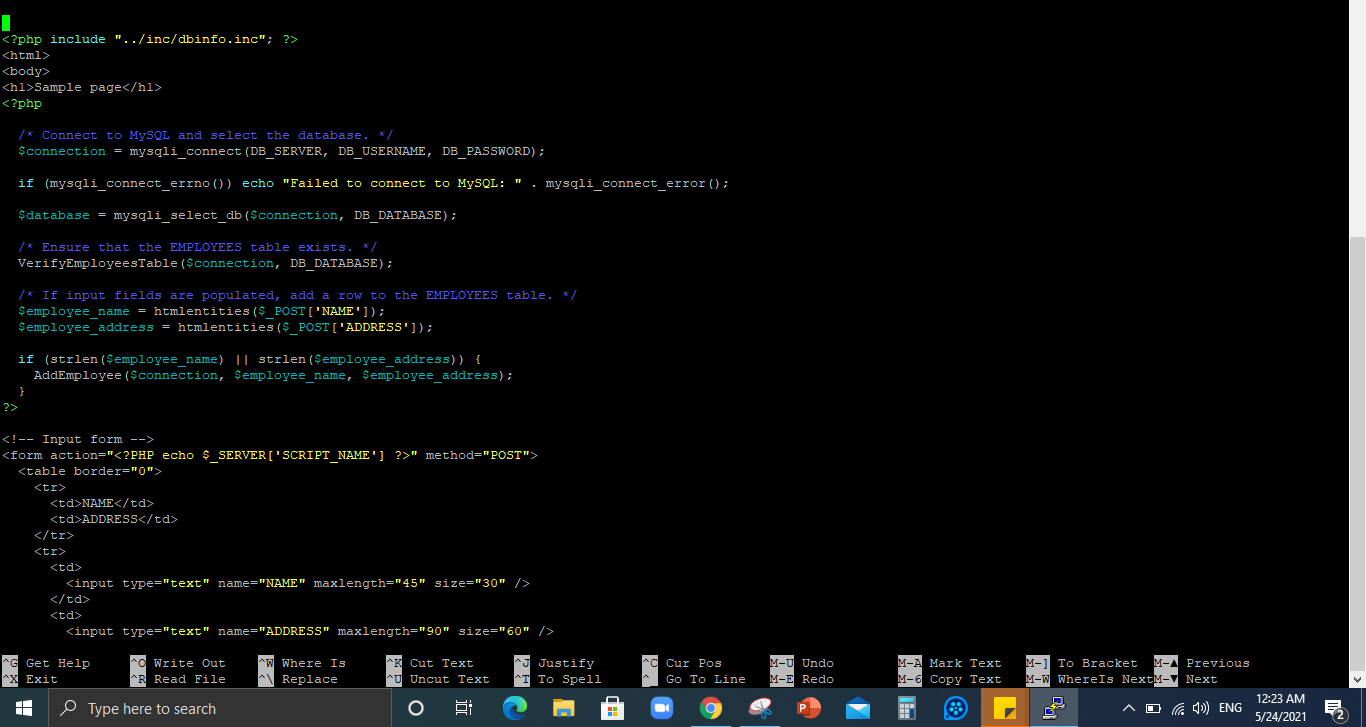 <?php include "../inc/dbinfo.inc"; ?>
<html>
<body>
<h1>Sample page</h1>
<?php
/* Connect to MySQL and select the database. */
$connection = mysqli_connect(DB_SERVER, DB_USERNAME, DB_PASSWORD);
if (mysqli_connect_errno()) echo "Failed to connect to MySQL: " . mysqli_connect_error();
$database = mysqli_select_db($connection, DB_DATABASE);
/* Ensure that the EMPLOYEES table exists. */
VerifyEmployeesTable($connection, DB_DATABASE);
/* If input fields are populated, add a row to the EMPLOYEES table. */
$employee_name = htmlentities($_POST['NAME']);
$employee_address = htmlentities($_POST['ADDRESS']);
if (strlen($employee_name) || strlen($employee_address)) {
AddEmployee($connection, $employee_name, $employee_address);
}
?>
<!-- Input form -->
<form action="<?PHP echo $_SERVER['SCRIPT_NAME'] ?>" method="POST">
<table border="0">
<tr>
<td>NAME</td>
<td>ADDRESS</td>
</tr>
<tr>
<td>
<input type="text" name="NAME" maxlength="45" size="30" />
</td>
<td>
<input type="text" name="ADDRESS" maxlength="90" size="60" />
^G Get Help ^O Write Out ^W Where Is ^K Cut Text ^J Justify ^C Cur Pos M-U Undo M-A Mark Text M-] To Bracket M-▲ Previous
^X Exit ^R Read File ^\ Replace ^U Uncut Text ^T To Spell ^_ Go To Line M-E Redo M-6 Copy Text M-W WhereIs Next M-▼ Next
Type here to search ENG 12:23 AM
5/24/2021 2